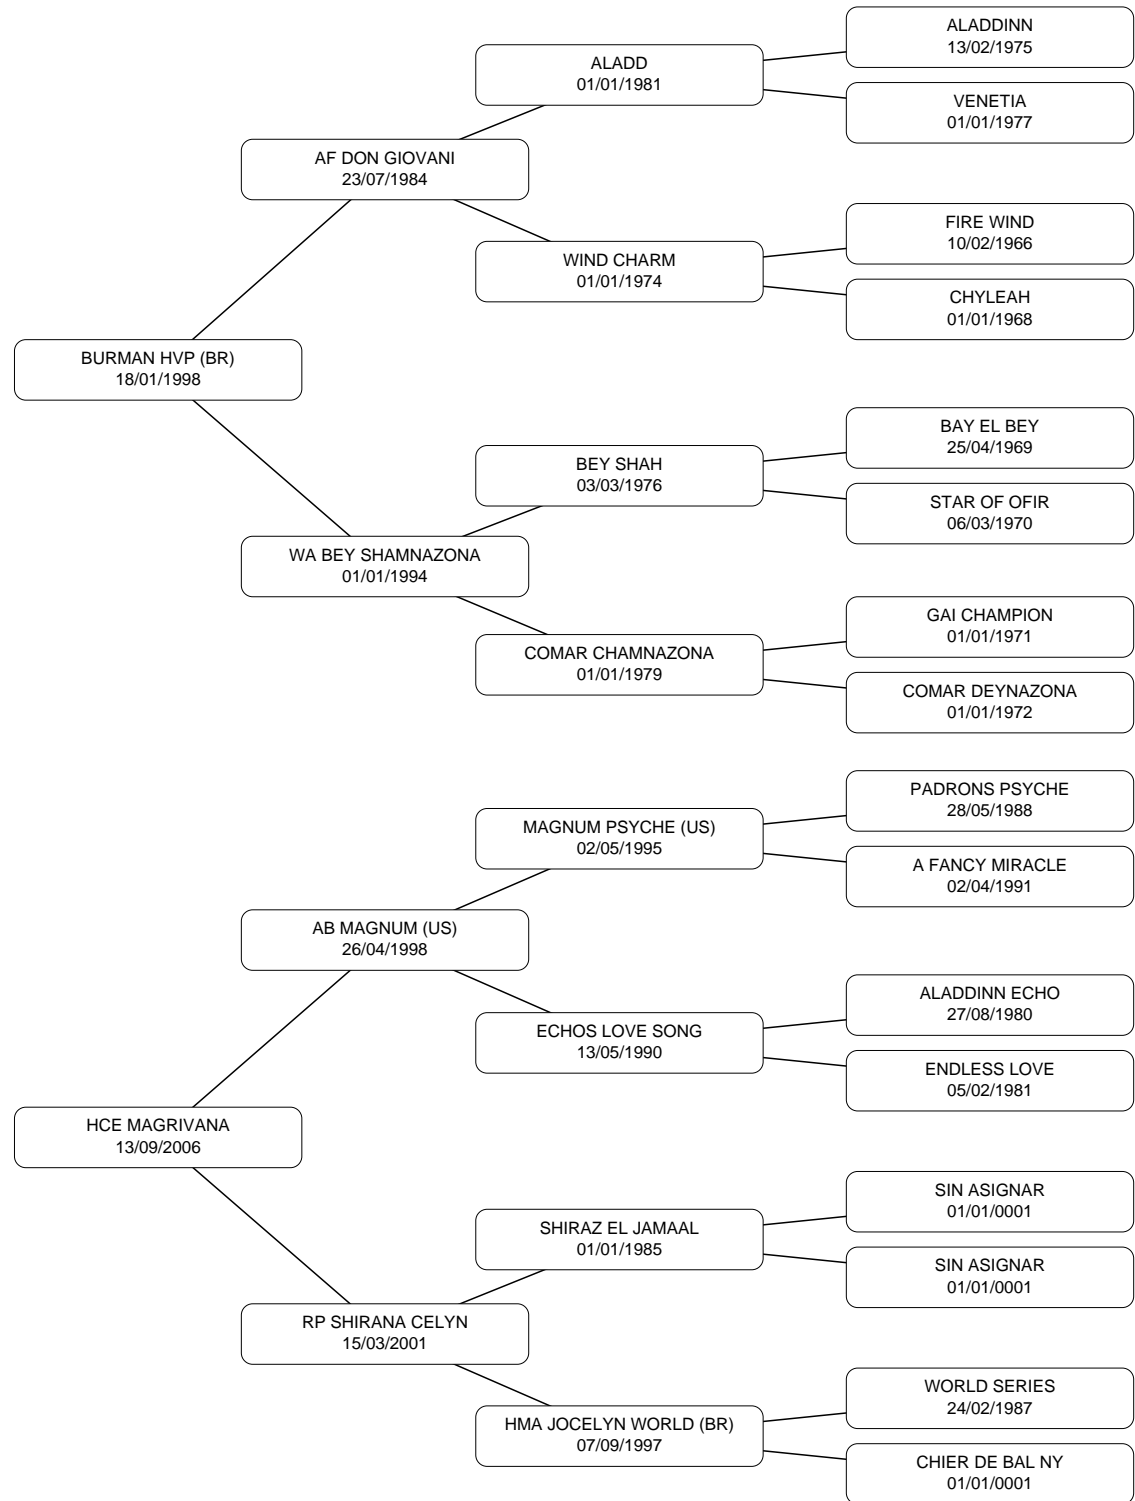 ALADDINN
13/02/1975
ALADD
01/01/1981
VENETIA
01/01/1977
AF DON GIOVANI
23/07/1984
FIRE WIND
10/02/1966
WIND CHARM
01/01/1974
CHYLEAH
01/01/1968
BURMAN HVP (BR)
18/01/1998
BAY EL BEY
25/04/1969
BEY SHAH
03/03/1976
STAR OF OFIR
06/03/1970
WA BEY SHAMNAZONA
01/01/1994
GAI CHAMPION
01/01/1971
COMAR CHAMNAZONA
01/01/1979
COMAR DEYNAZONA
01/01/1972
PADRONS PSYCHE
28/05/1988
MAGNUM PSYCHE (US)
02/05/1995
A FANCY MIRACLE
02/04/1991
AB MAGNUM (US)
26/04/1998
ALADDINN ECHO
27/08/1980
ECHOS LOVE SONG
13/05/1990
ENDLESS LOVE
05/02/1981
HCE MAGRIVANA
13/09/2006
SIN ASIGNAR
01/01/0001
SHIRAZ EL JAMAAL
01/01/1985
SIN ASIGNAR
01/01/0001
RP SHIRANA CELYN
15/03/2001
WORLD SERIES
24/02/1987
HMA JOCELYN WORLD (BR)
07/09/1997
CHIER DE BAL NY
01/01/0001